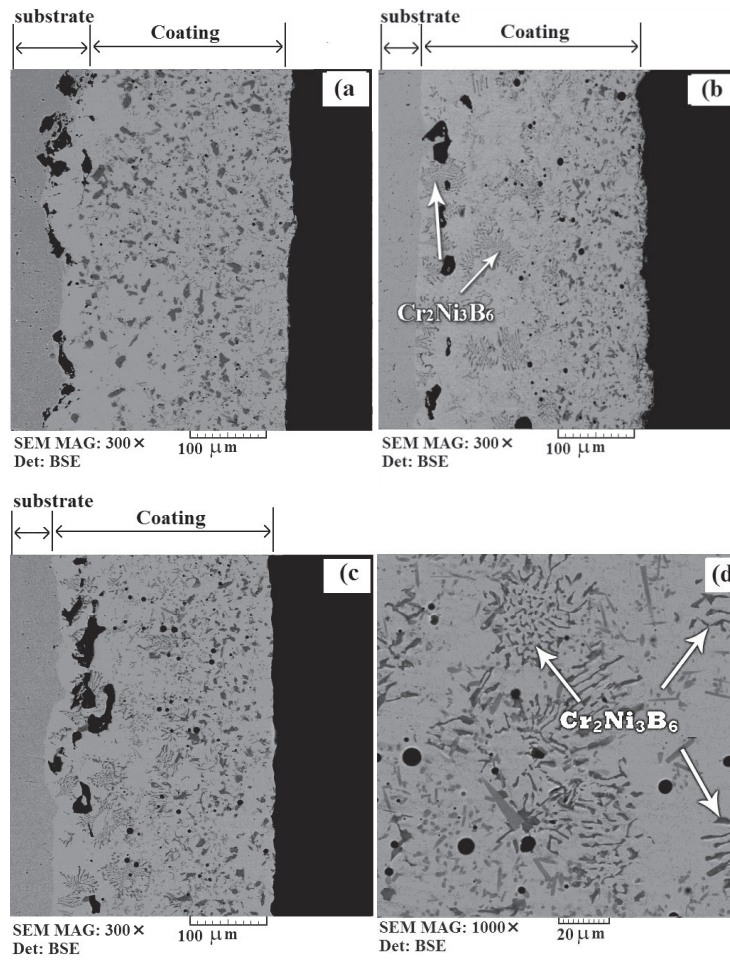 substrate
Coating
(a
SEM MAG: 300×
Det: BSE
100 μm
substrate
Coating
(b
Cr₂Ni₃B₆
SEM MAG: 300×
Det: BSE
100 μm
substrate
Coating
(c
SEM MAG: 300×
Det: BSE
100 μm
(d
Cr₂Ni₃B₆
SEM MAG: 1000×
Det: BSE
20 μm